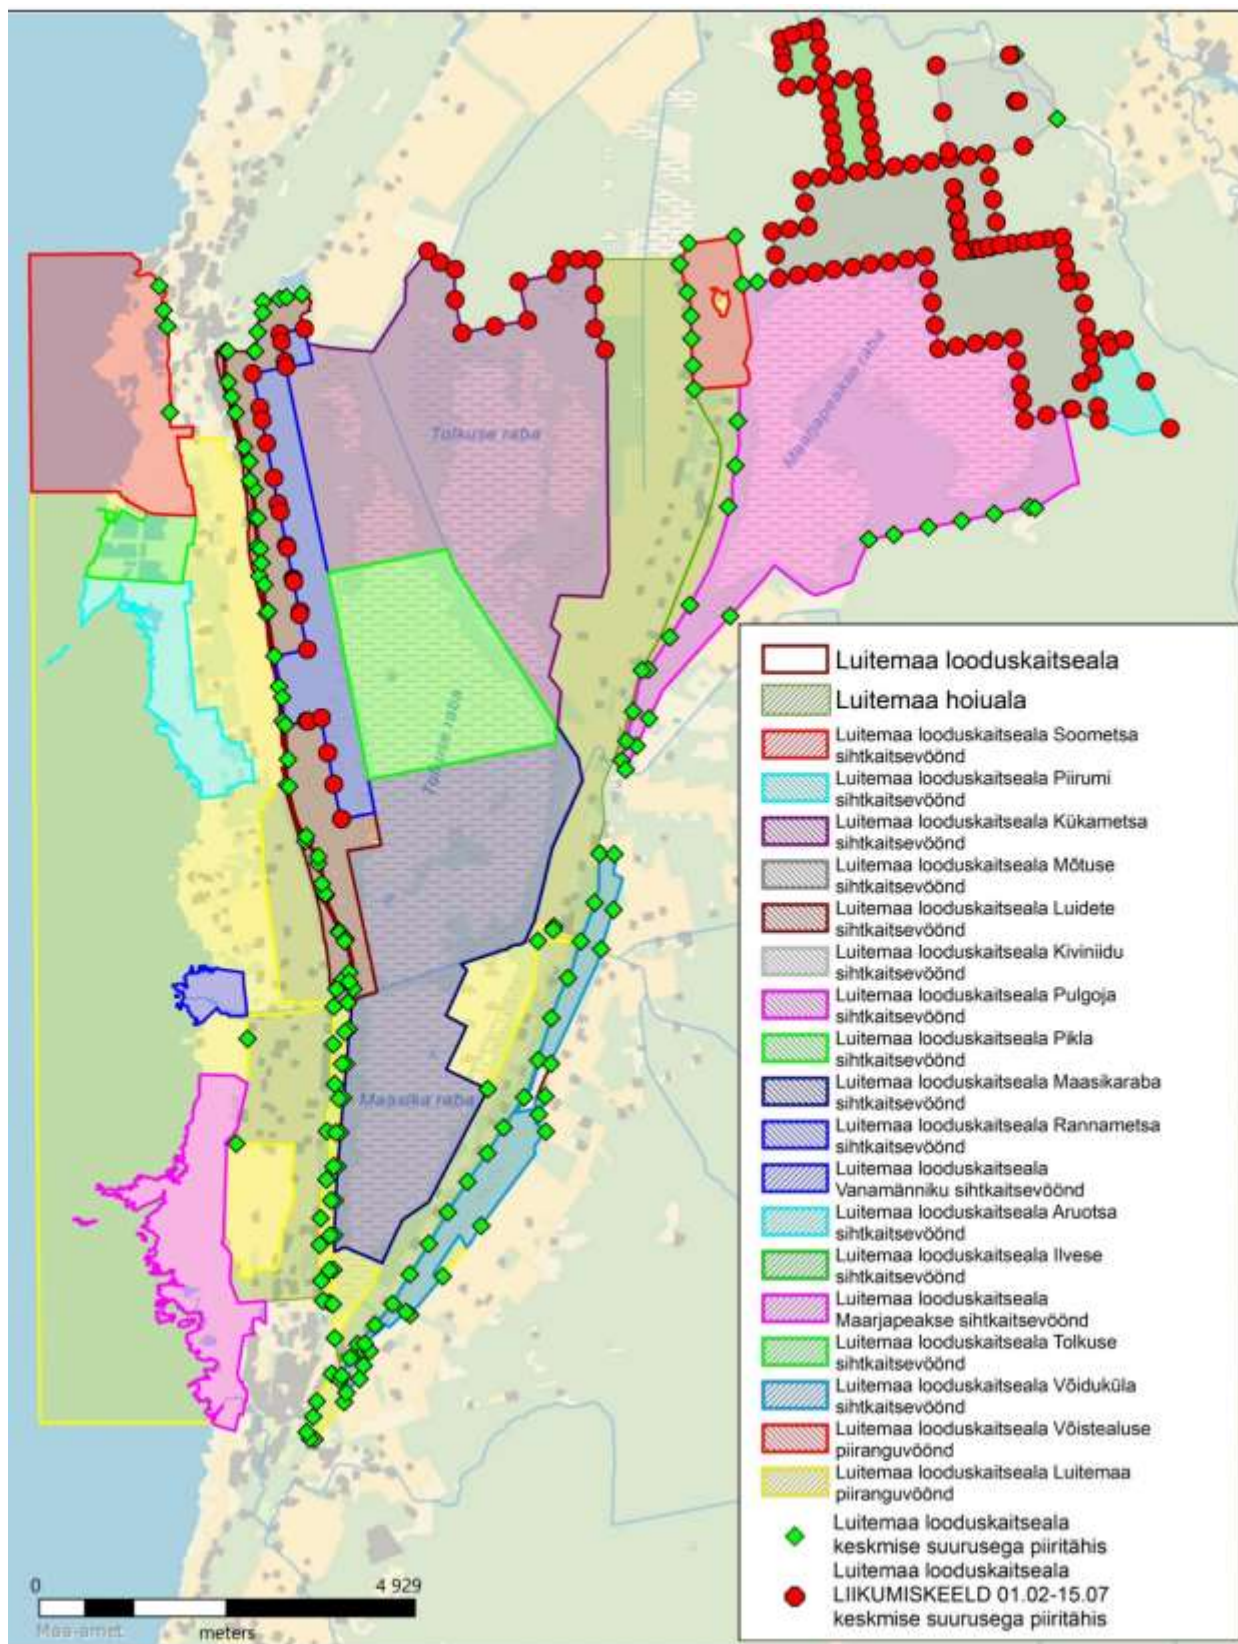 Tolkuse raba
Maarjapeakse raba
Tolkuse raba
Maasika raba
Luitemaa looduskaitseala
Luitemaa hoiuala
Luitemaa looduskaitseala Soometsa
sihtkaitsevöönd
Luitemaa looduskaitseala Piirumi
sihtkaitsevöönd
Luitemaa looduskaitseala Kükametsa
sihtkaitsevöönd
Luitemaa looduskaitseala Mõtuse
sihtkaitsevöönd
Luitemaa looduskaitseala Luidete
sihtkaitsevöönd
Luitemaa looduskaitseala Kiviniidu
sihtkaitsevöönd
Luitemaa looduskaitseala Pulgoja
sihtkaitsevöönd
Luitemaa looduskaitseala Pikla
sihtkaitsevöönd
Luitemaa looduskaitseala Maasikaraba
sihtkaitsevöönd
Luitemaa looduskaitseala Rannametsa
sihtkaitsevöönd
Luitemaa looduskaitseala
Vanamänniku sihtkaitsevöönd
Luitemaa looduskaitseala Aruotsa
sihtkaitsevöönd
Luitemaa looduskaitseala Ilvese
sihtkaitsevöönd
Luitemaa looduskaitseala
Maarjapeakse sihtkaitsevöönd
Luitemaa looduskaitseala Tolkuse
sihtkaitsevöönd
Luitemaa looduskaitseala Võiduküla
sihtkaitsevöönd
Luitemaa looduskaitseala Võistealuse
piiranguvöönd
Luitemaa looduskaitseala Luitemaa
piiranguvöönd
Luitemaa looduskaitseala
keskmise suurusega piiritähis
Luitemaa looduskaitseala
LIIKUMISKEELD 01.02-15.07
keskmise suurusega piiritähis
0 4 929
Maa-amet meters